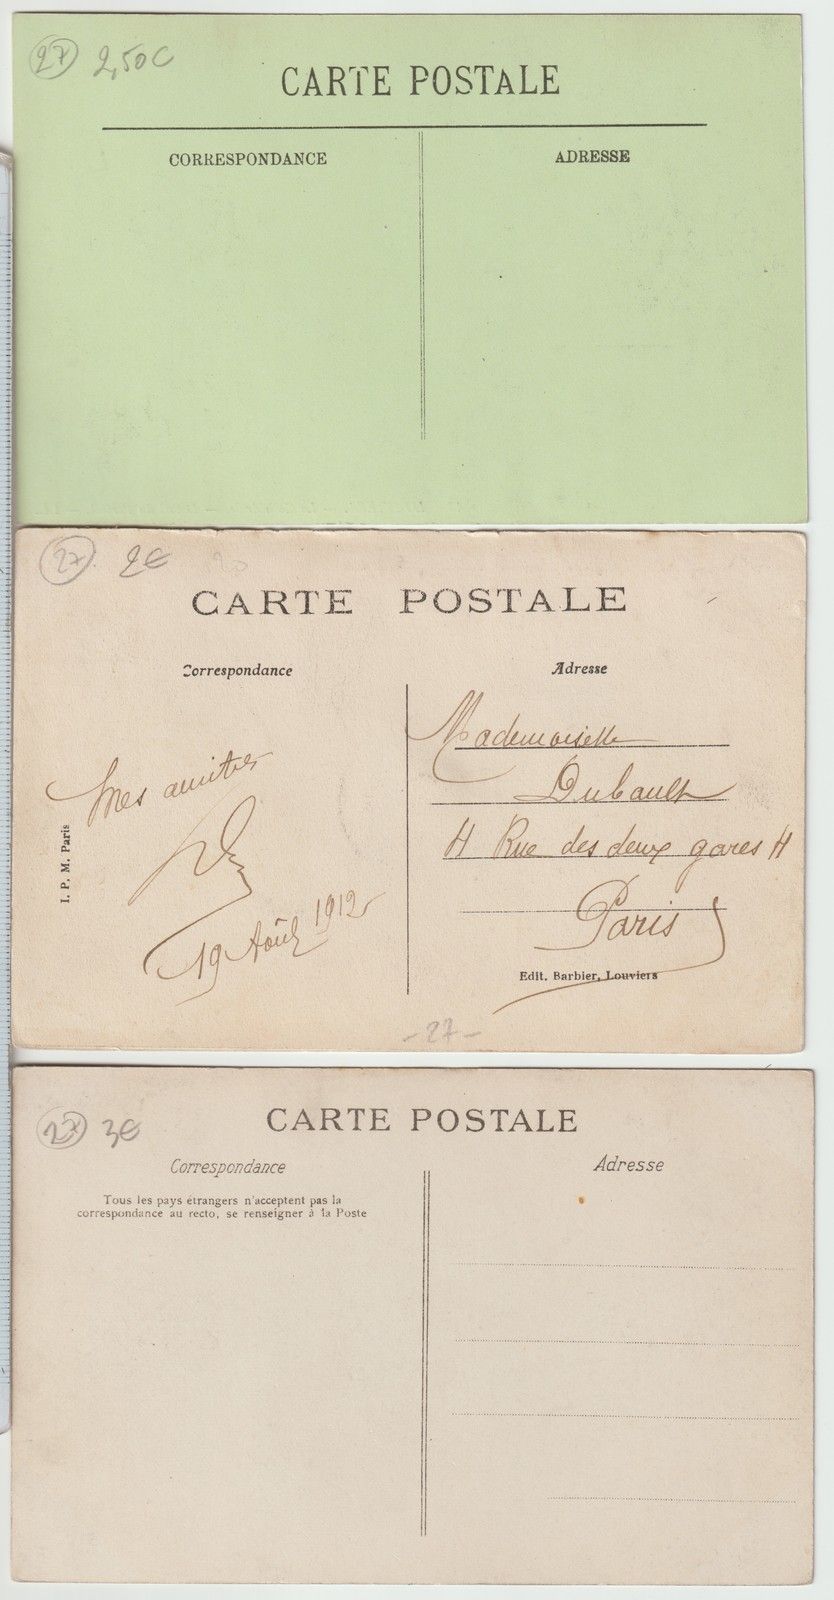 27 2,50€
CARTE POSTALE
CORRESPONDANCE
ADRESSE
27 2€
CARTE POSTALE
Correspondance
Adresse
Mes amitiés
19 Août 1912
I. P. M. Paris
Mademoiselle
Dubault
4 Rue des deux gares 4
Paris
Edit. Barbier, Louviers
-27-
27 3€
CARTE POSTALE
Correspondance
Tous les pays étrangers n'acceptent pas la
correspondance au recto, se renseigner à la Poste
Adresse